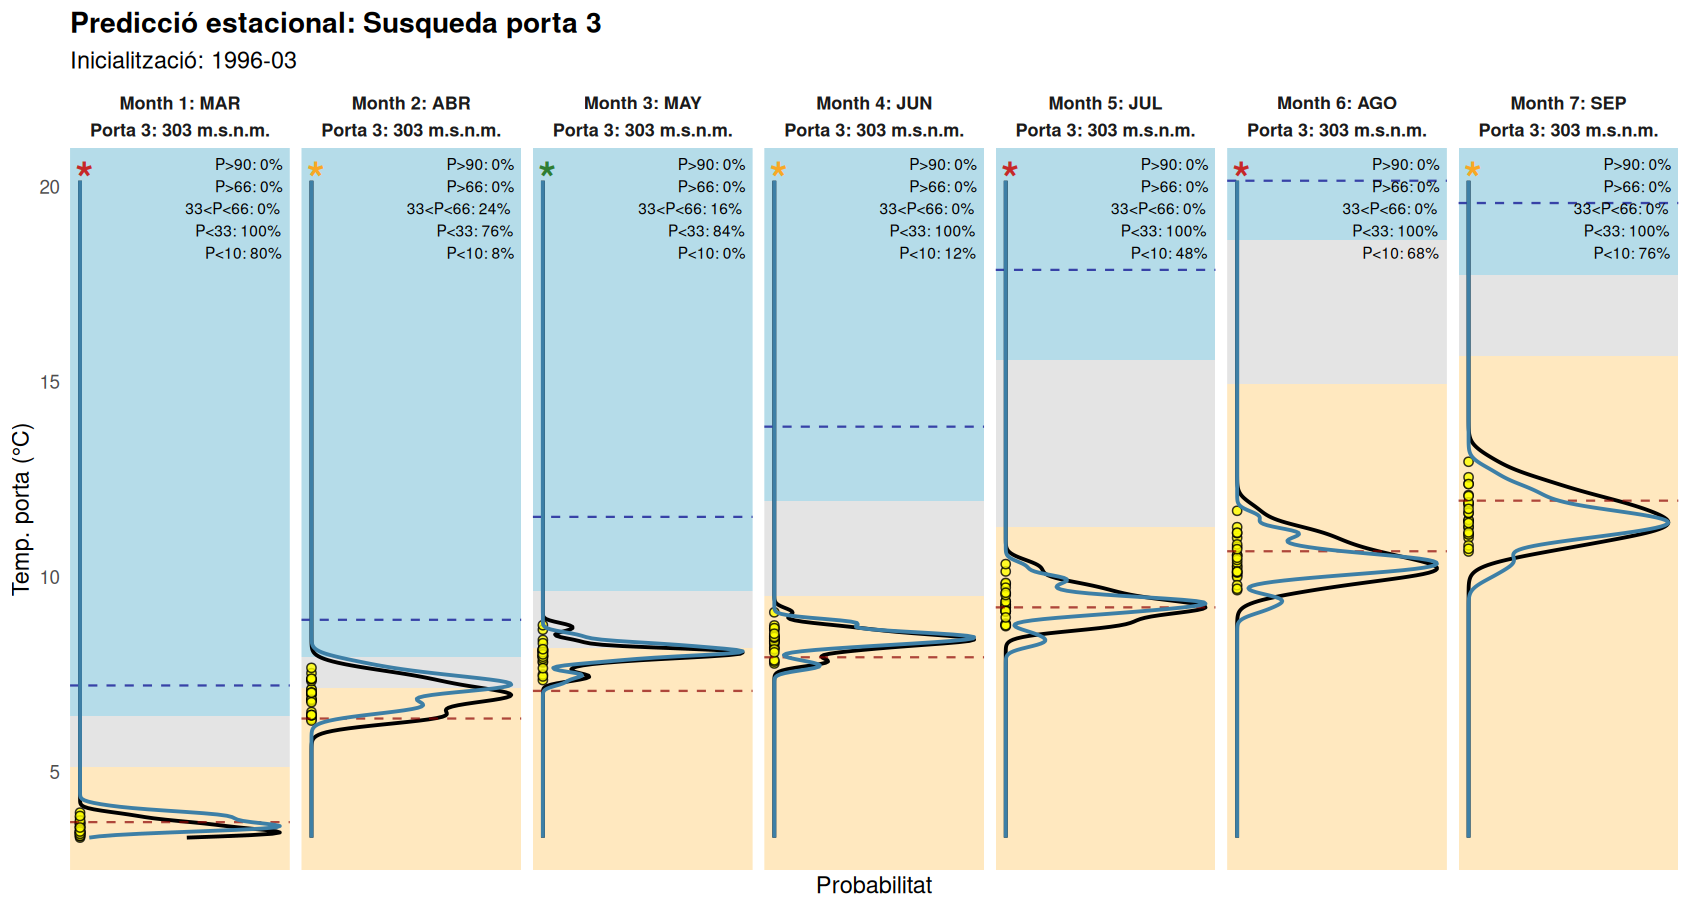 Predicció estacional: Susqueda porta 3
Inicialització: 1996-03
Month 1: MAR
Porta 3: 303 m.s.n.m.
*
P>90: 0%
P>66: 0%
33<P<66: 0%
P<33: 100%
P<10: 80%
Month 2: ABR
Porta 3: 303 m.s.n.m.
*
P>90: 0%
P>66: 0%
33<P<66: 24%
P<33: 76%
P<10: 8%
Month 3: MAY
Porta 3: 303 m.s.n.m.
*
P>90: 0%
P>66: 0%
33<P<66: 16%
P<33: 84%
P<10: 0%
Month 4: JUN
Porta 3: 303 m.s.n.m.
*
P>90: 0%
P>66: 0%
33<P<66: 0%
P<33: 100%
P<10: 12%
Month 5: JUL
Porta 3: 303 m.s.n.m.
*
P>90: 0%
P>66: 0%
33<P<66: 0%
P<33: 100%
P<10: 48%
Month 6: AGO
Porta 3: 303 m.s.n.m.
*
P>90: 0%
P>66: 0%
33<P<66: 0%
P<33: 100%
P<10: 68%
Month 7: SEP
Porta 3: 303 m.s.n.m.
*
P>90: 0%
P>66: 0%
33<P<66: 0%
P<33: 100%
P<10: 76%
20
15
10
5
Temp. porta (°C)
Probabilitat